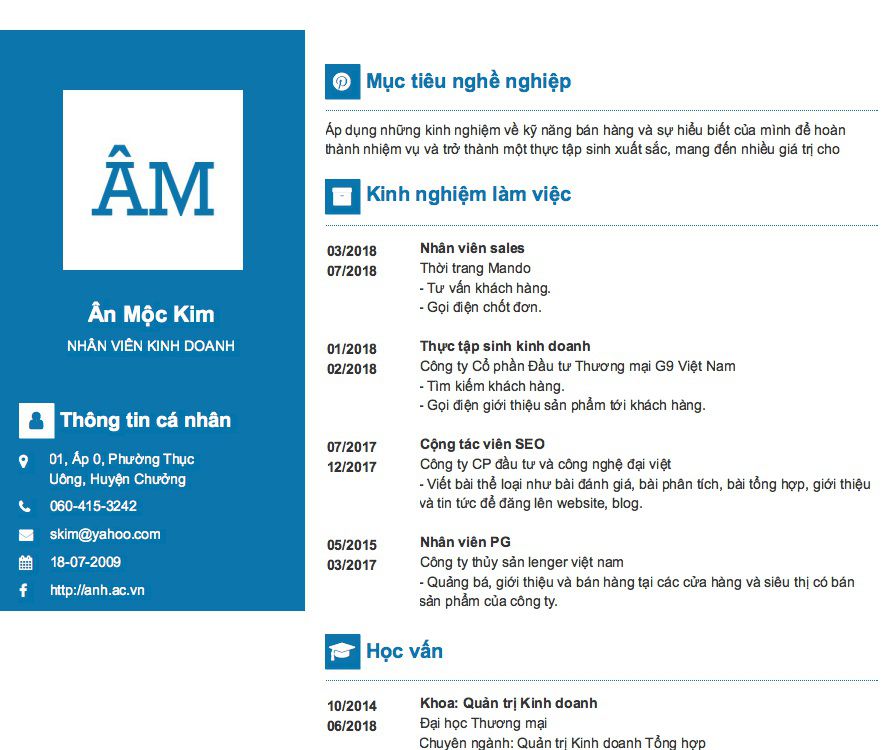 ÂM
Ân Mộc Kim
NHÂN VIÊN KINH DOANH
Thông tin cá nhân
01, Ấp 0, Phường Thục
Uông, Huyện Chưởng
060-415-3242
skim@yahoo.com
18-07-2009
http://anh.ac.vn
Mục tiêu nghề nghiệp
Áp dụng những kinh nghiệm về kỹ năng bán hàng và sự hiểu biết của mình để hoàn
thành nhiệm vụ và trở thành một thực tập sinh xuất sắc, mang đến nhiều giá trị cho
Kinh nghiệm làm việc
03/2018
07/2018
Nhân viên sales
Thời trang Mando
- Tư vấn khách hàng.
- Gọi điện chốt đơn.
01/2018
02/2018
Thực tập sinh kinh doanh
Công ty Cổ phần Đầu tư Thương mại G9 Việt Nam
- Tìm kiếm khách hàng.
- Gọi điện giới thiệu sản phẩm tới khách hàng.
07/2017
12/2017
Cộng tác viên SEO
Công ty CP đầu tư và công nghệ đại việt
- Viết bài thể loại như bài đánh giá, bài phân tích, bài tổng hợp, giới thiệu
và tin tức để đăng lên website, blog.
05/2015
03/2017
Nhân viên PG
Công ty thủy sản lenger việt nam
- Quảng bá, giới thiệu và bán hàng tại các cửa hàng và siêu thị có bán
sản phẩm của công ty.
Học vấn
10/2014
06/2018
Khoa: Quản trị Kinh doanh
Đại học Thương mại
Chuyên ngành: Quản trị Kinh doanh Tổng hợp